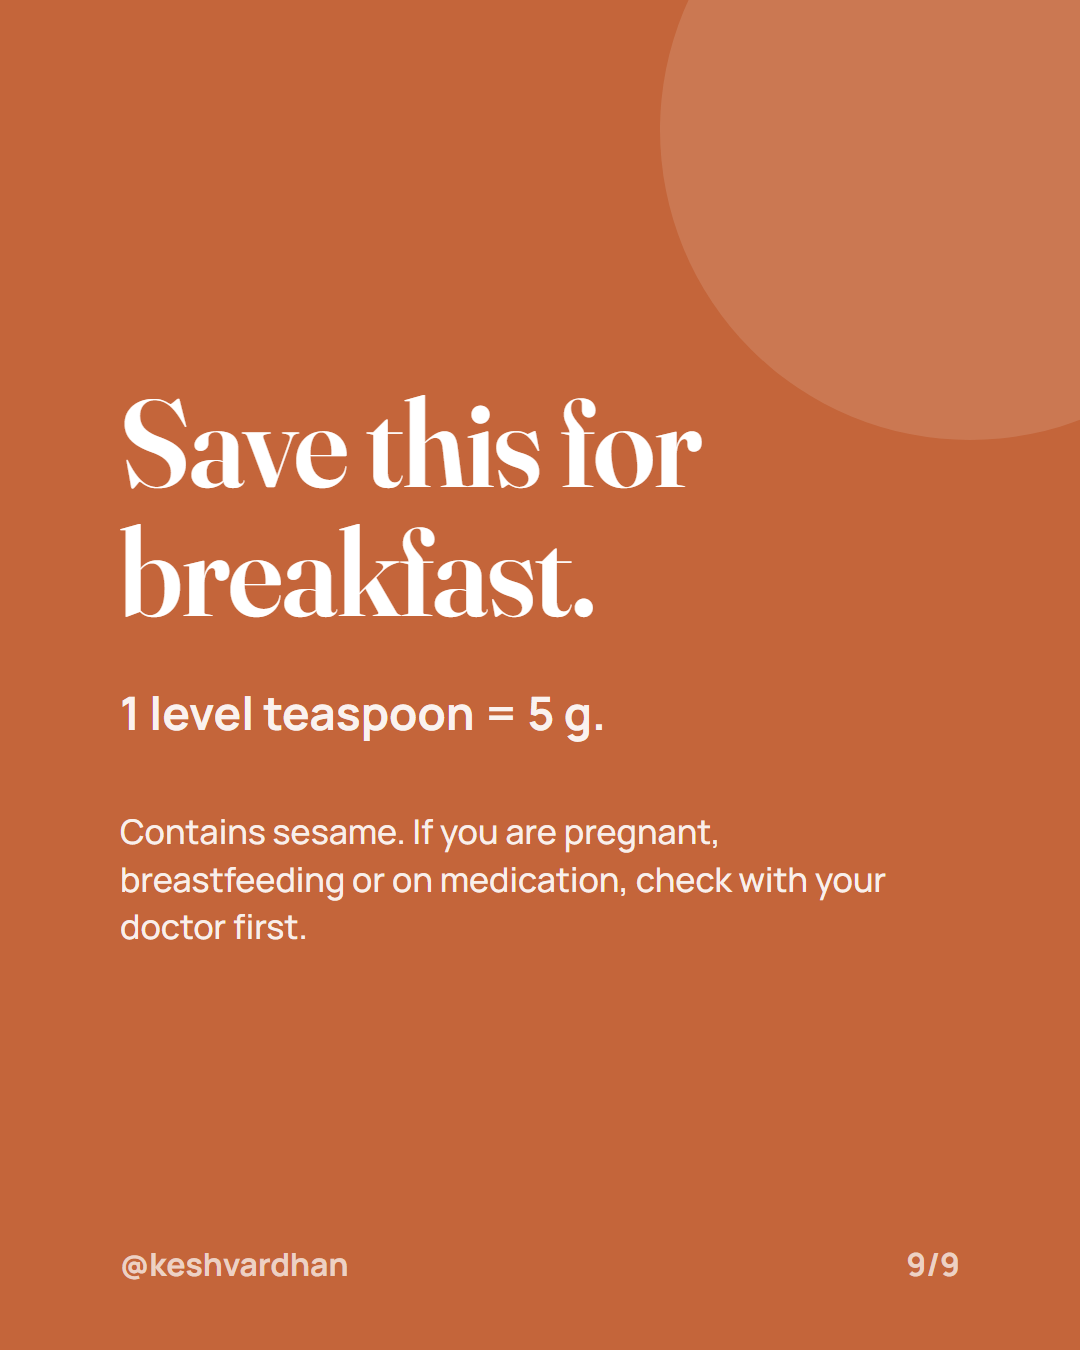 Save this for
breakfast.
1 level teaspoon = 5 g.
Contains sesame. If you are pregnant,
breastfeeding or on medication, check with your
doctor first.
@keshvardhan
9/9